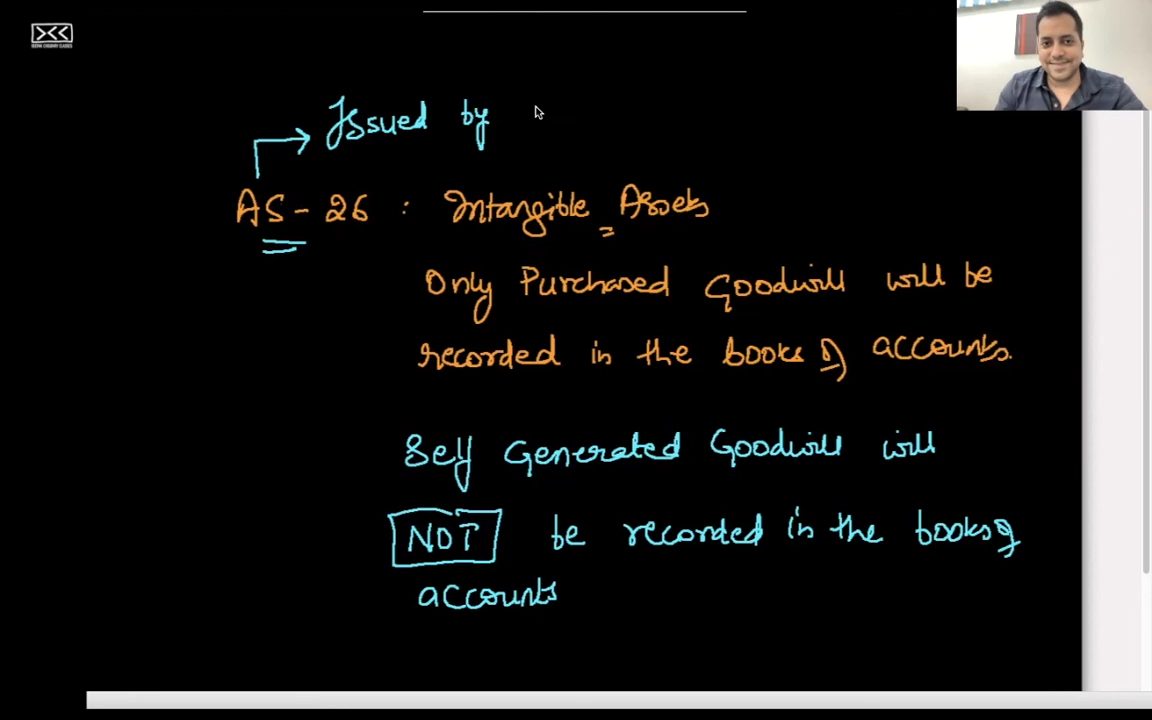 Issued by
AS-26 : Intangible Assets
Only Purchased Goodwill will be
recorded in the books of accounts.
Self Generated Goodwill will
NOT be recorded in the books of
accounts